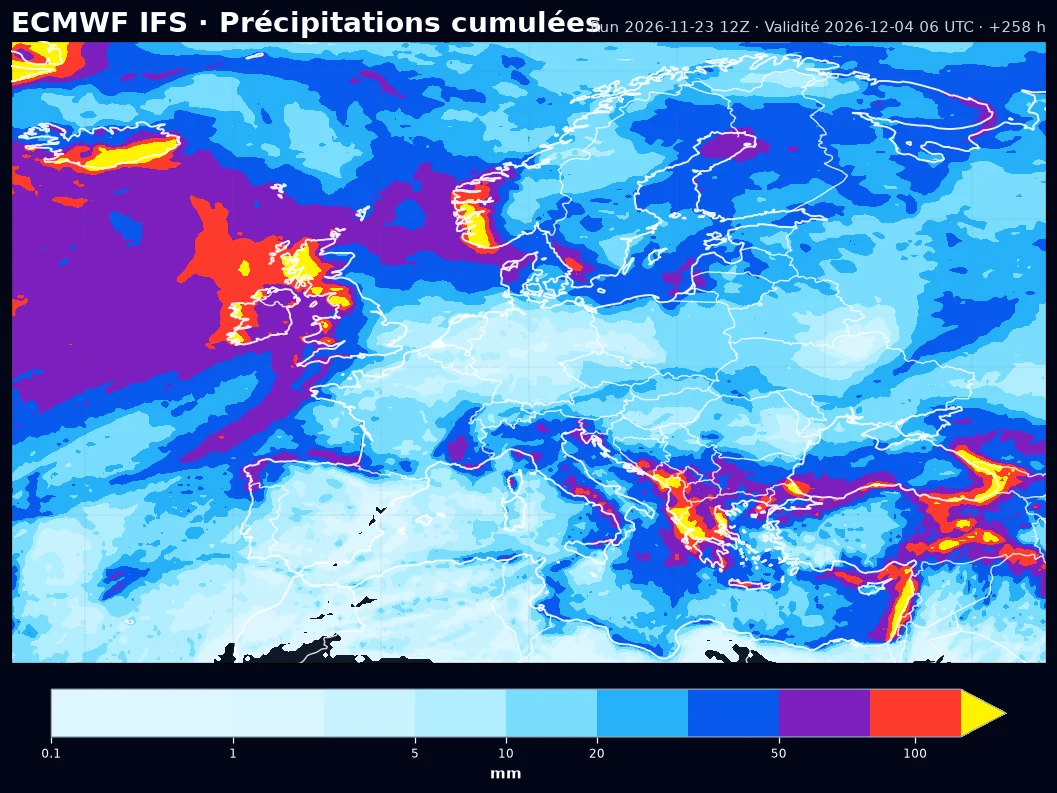 ECMWF IFS · Précipitations cumulées
Run 2026-11-23 12Z · Validité 2026-12-04 06 UTC · +258 h
0.1 1 5 10 20 50 100
mm